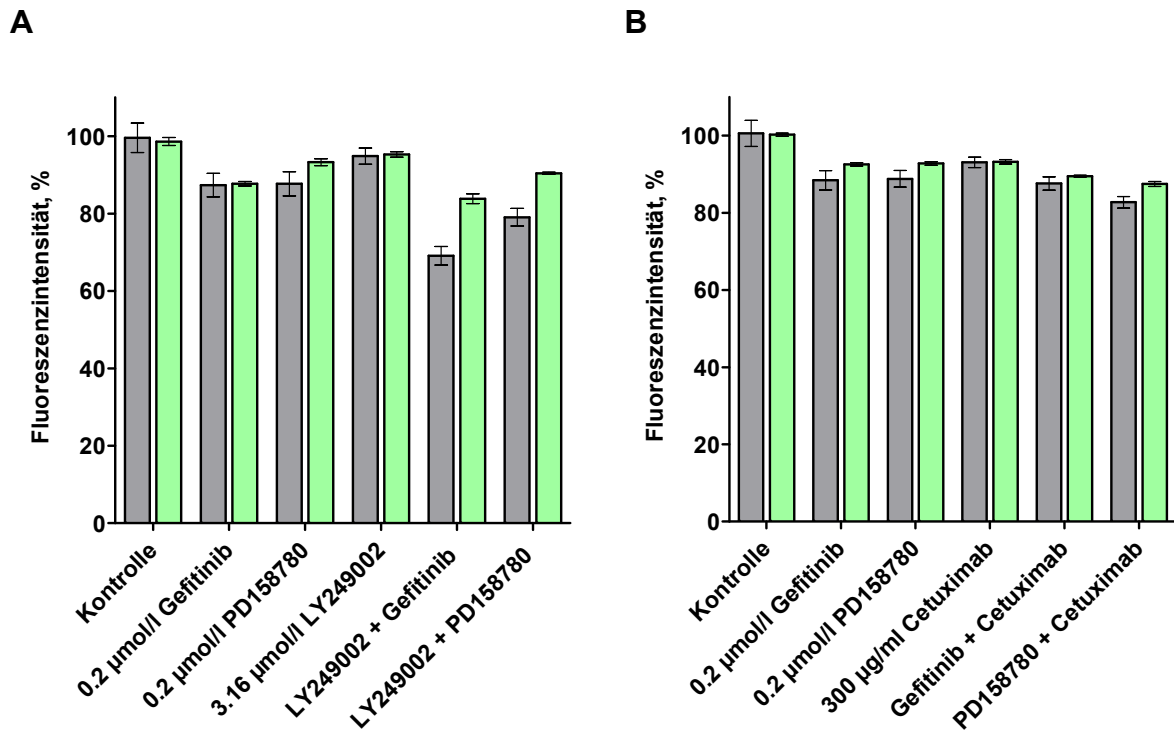 A
Fluoreszenzintensität, %
100
80
60
40
20
0
Kontrolle
0.2 µmol/l Gefitinib
0.2 µmol/l PD158780
3.16 µmol/l LY249002
LY249002 + Gefitinib
LY249002 + PD158780
B
Fluoreszenzintensität, %
100
80
60
40
20
0
Kontrolle
0.2 µmol/l Gefitinib
0.2 µmol/l PD158780
300 µg/ml Cetuximab
Gefitinib + Cetuximab
PD158780 + Cetuximab